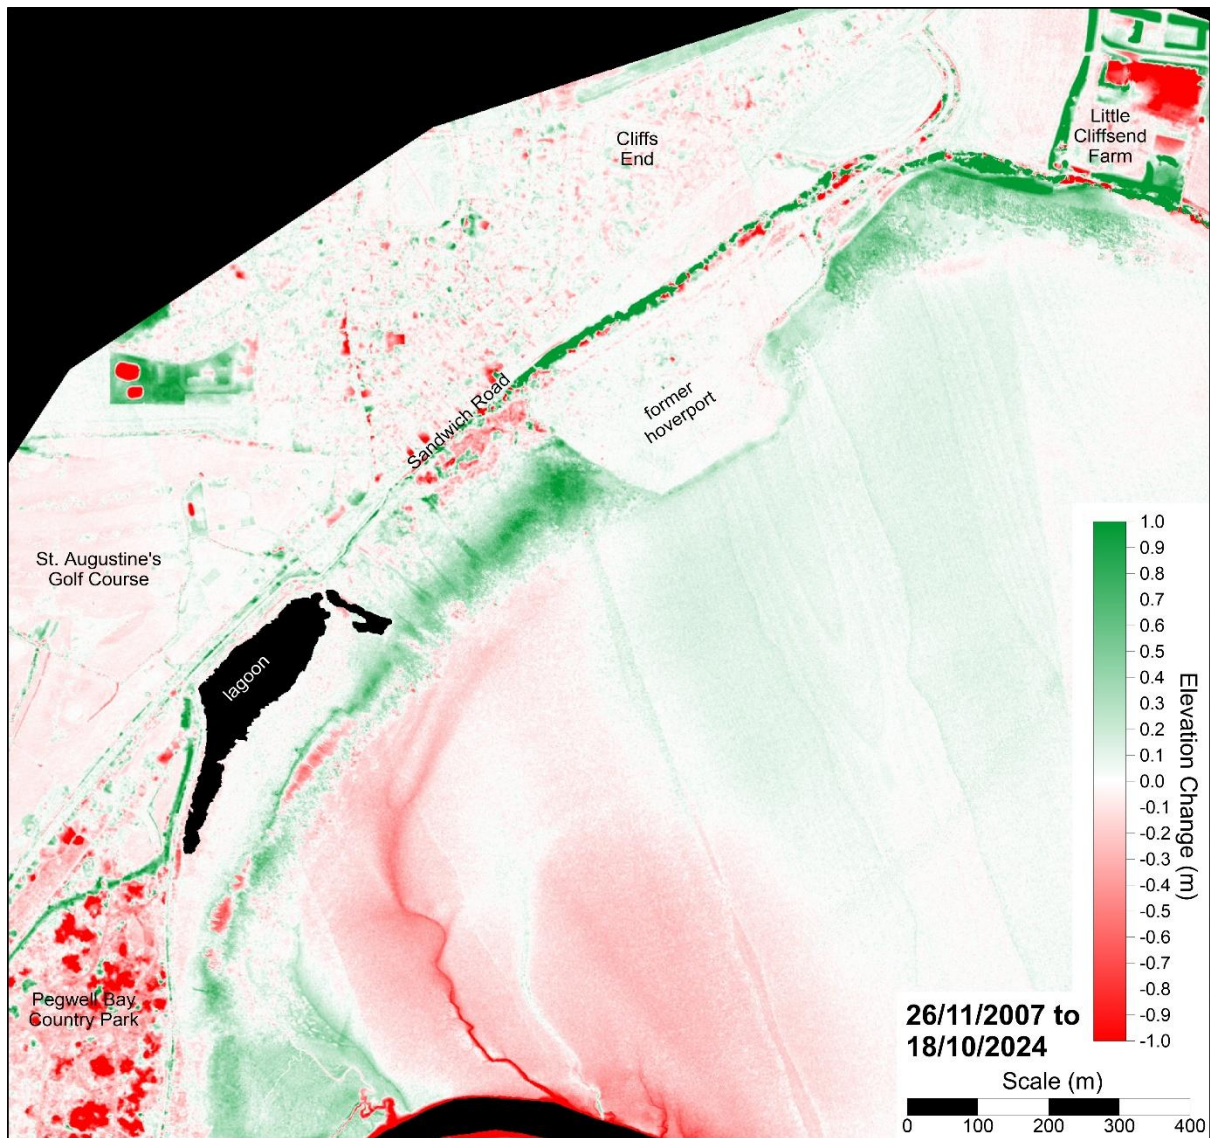 Cliffs
End
Little
Cliffsend
Farm
Sandwich Road
former
hoverport
St. Augustine's
Golf Course
lagoon
Pegwell Bay
Country Park
1.0
0.9
0.8
0.7
0.6
0.5
0.4
0.3
0.2
0.1
0.0
-0.1
-0.2
-0.3
-0.4
-0.5
-0.6
-0.7
-0.8
-0.9
-1.0
Elevation Change (m)
26/11/2007 to
18/10/2024
Scale (m)
0 100 200 300 400